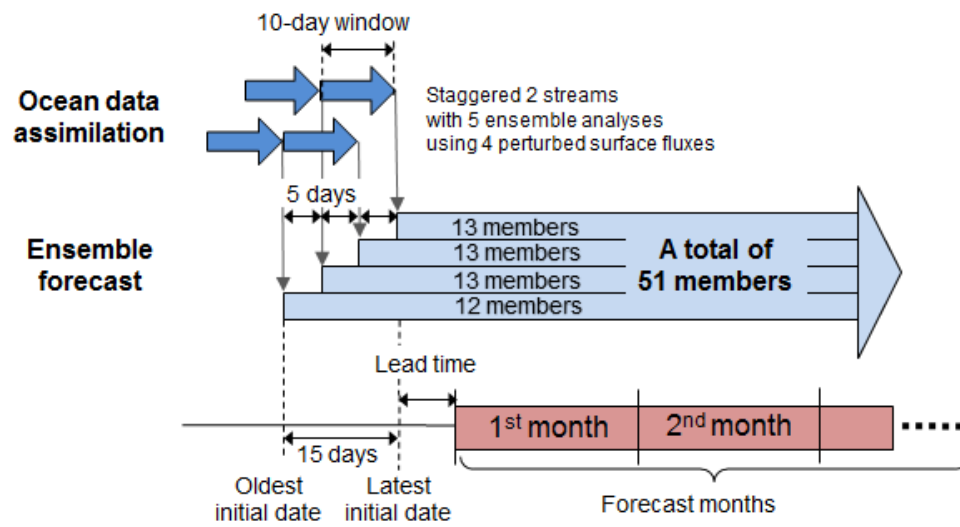 10-day window
Ocean data
assimilation
Staggered 2 streams
with 5 ensemble analyses
using 4 perturbed surface fluxes
5 days
Ensemble
forecast
13 members
13 members
13 members
12 members
A total of
51 members
Lead time
1st month
2nd month
15 days
Oldest
initial date
Latest
initial date
Forecast months